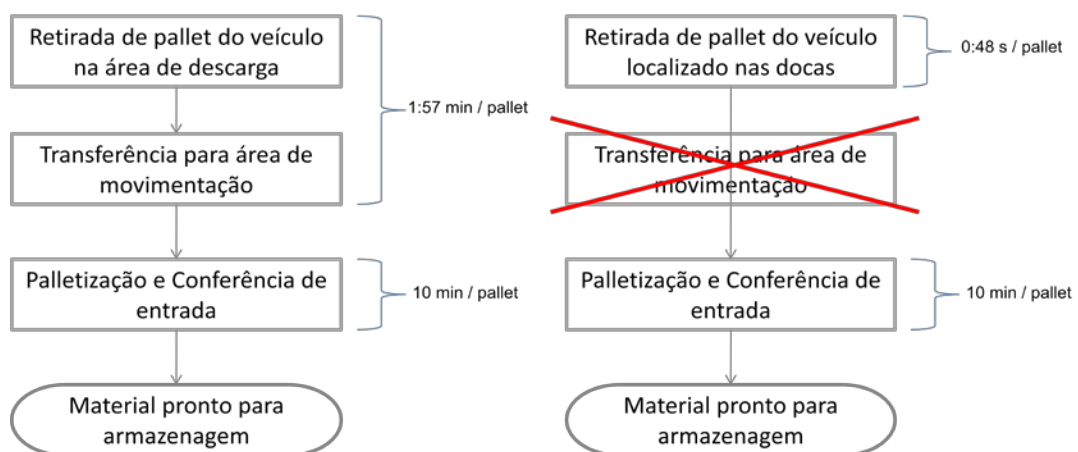 Retirada de pallet do veículo
na área de descarga
1:57 min / pallet
Transferência para área de
movimentação
Palletização e Conferência de
entrada
10 min / pallet
Material pronto para
armazenagem
Retirada de pallet do veículo
localizado nas docas
0:48 s / pallet
Transferência para área de
movimentação
Palletização e Conferência de
entrada
10 min / pallet
Material pronto para
armazenagem